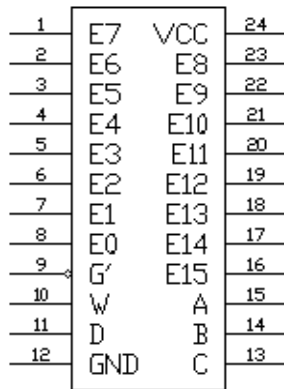 1 E7 VCC 24
2 E6 E8 23
3 E5 E9 22
4 E4 E10 21
5 E3 E11 20
6 E2 E12 19
7 E1 E13 18
8 E0 E14 17
9 G' E15 16
10 W A 15
11 D B 14
12 GND C 13